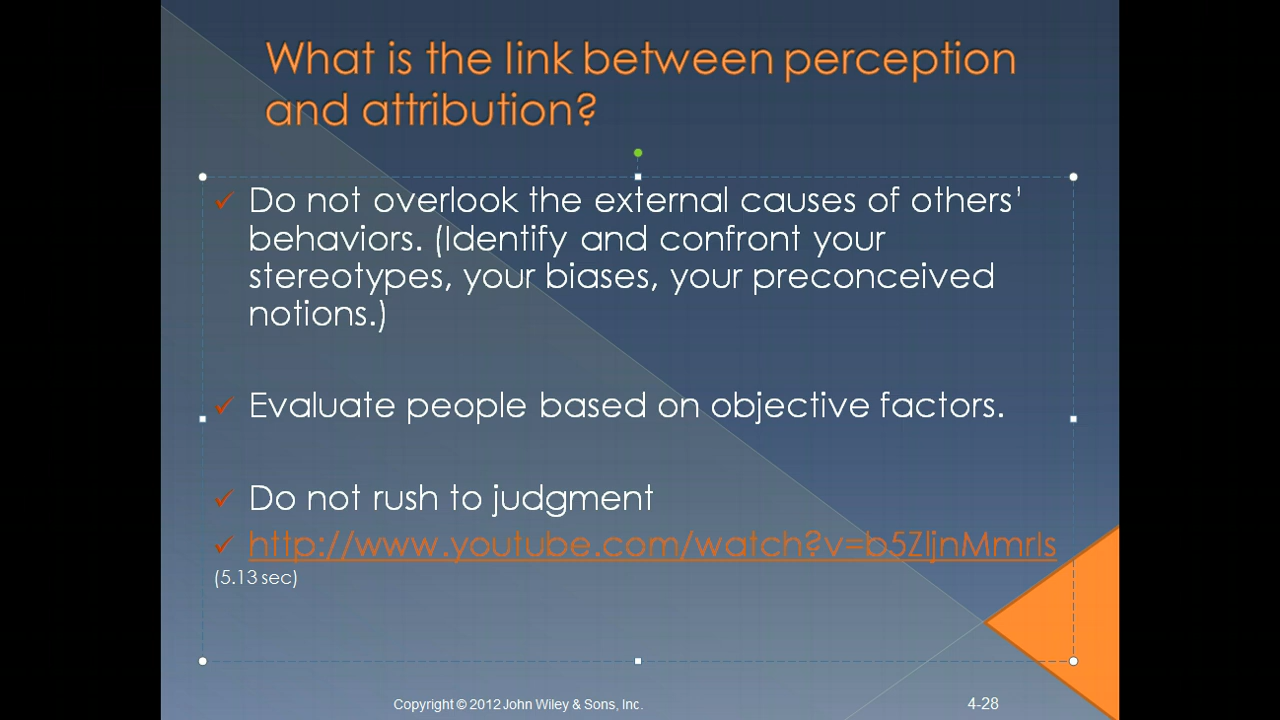 What is the link between perception
and attribution?
Do not overlook the external causes of others'
behaviors. (Identify and confront your
stereotypes, your biases, your preconceived
notions.)
Evaluate people based on objective factors.
Do not rush to judgment
http://www.youtube.com/watch?v=b5ZljnMmrIs
(5.13 sec)
Copyright © 2012 John Wiley & Sons, Inc.
4-28